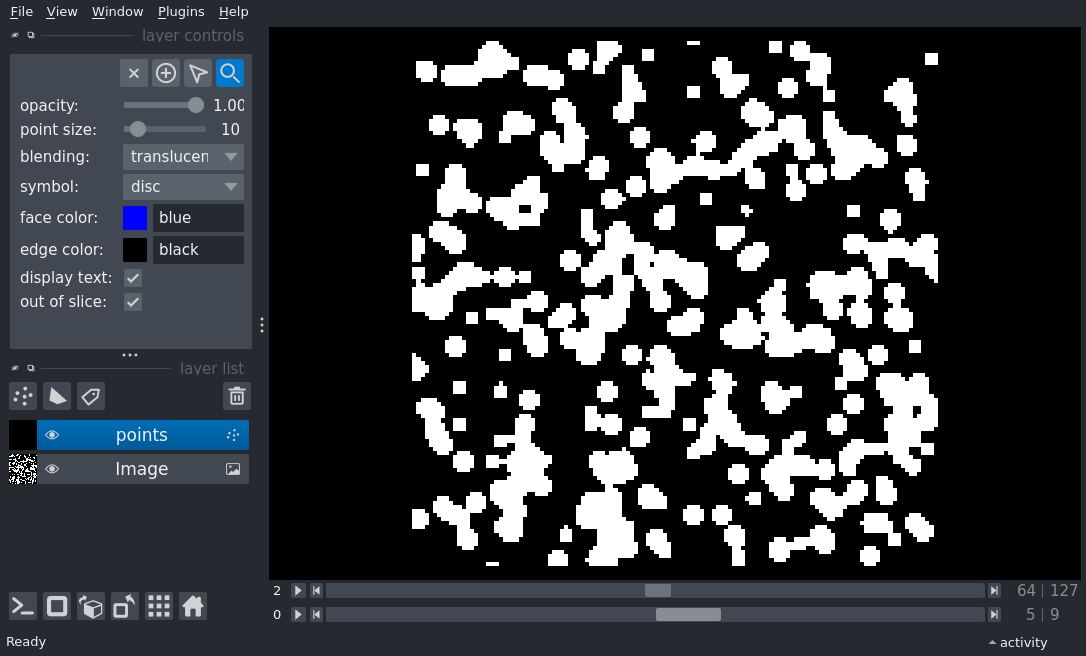 File View Window Plugins Help
layer controls
opacity: 1.00
point size: 10
blending: translucen
symbol: disc
face color: blue
edge color: black
display text:
out of slice:
layer list
points
Image
2 64 127
0 5 9
Ready activity